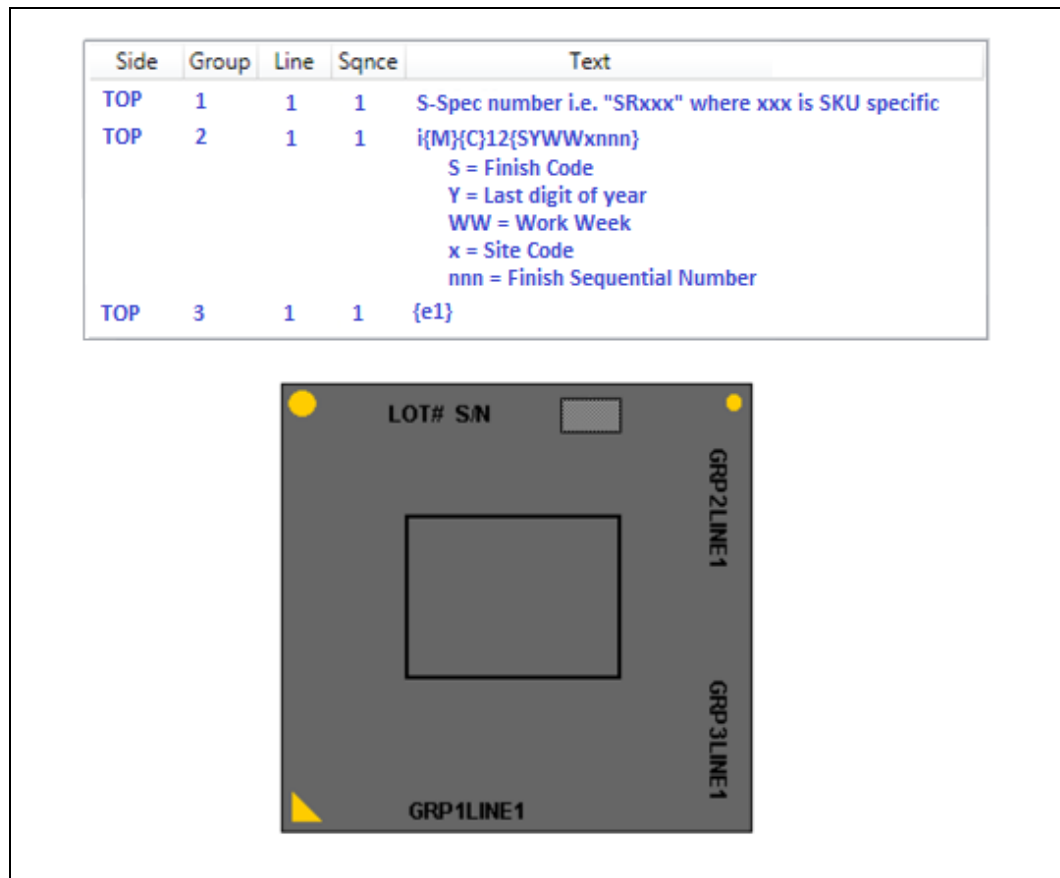 Side Group Line Sqnce Text
TOP 1 1 1 S-Spec number i.e. "SRxxx" where xxx is SKU specific
TOP 2 1 1 i{M}{C}12{SYWWxnnn}
S = Finish Code
Y = Last digit of year
WW = Work Week
x = Site Code
nnn = Finish Sequential Number
TOP 3 1 1 {e1}
LOT# S/N
GRP2LINE1
GRP3LINE1
GRP1LINE1